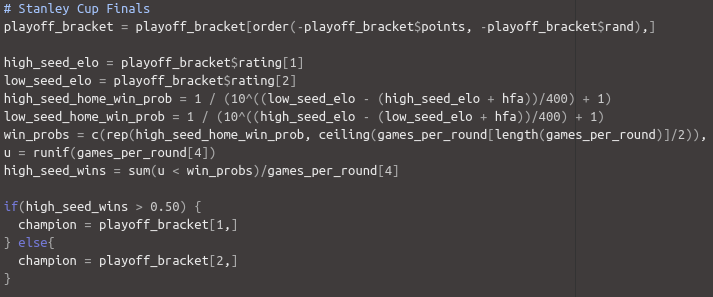 # Stanley Cup Finals
playoff_bracket = playoff_bracket[order(-playoff_bracket$points, -playoff_bracket$rand),]
high_seed_elo = playoff_bracket$rating[1]
low_seed_elo = playoff_bracket$rating[2]
high_seed_home_win_prob = 1 / (10^((low_seed_elo - (high_seed_elo + hfa))/400) + 1)
low_seed_home_win_prob = 1 / (10^((high_seed_elo - (low_seed_elo + hfa))/400) + 1)
win_probs = c(rep(high_seed_home_win_prob, ceiling(games_per_round[length(games_per_round)]/2)),
u = runif(games_per_round[4])
high_seed_wins = sum(u < win_probs)/games_per_round[4]
if(high_seed_wins > 0.50) {
  champion = playoff_bracket[1,]
} else{
  champion = playoff_bracket[2,]
}